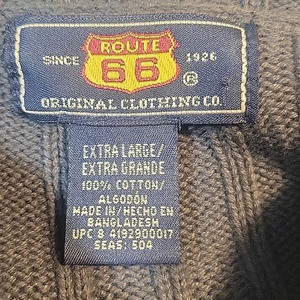 ROUTE
SINCE 66 1926
®
ORIGINAL CLOTHING CO.
EXTRA LARGE/
EXTRA GRANDE
100% COTTON/
ALGODÓN
MADE IN/HECHO EN
BANGLADESH
UPC 8 4192900017
SEAS: 504